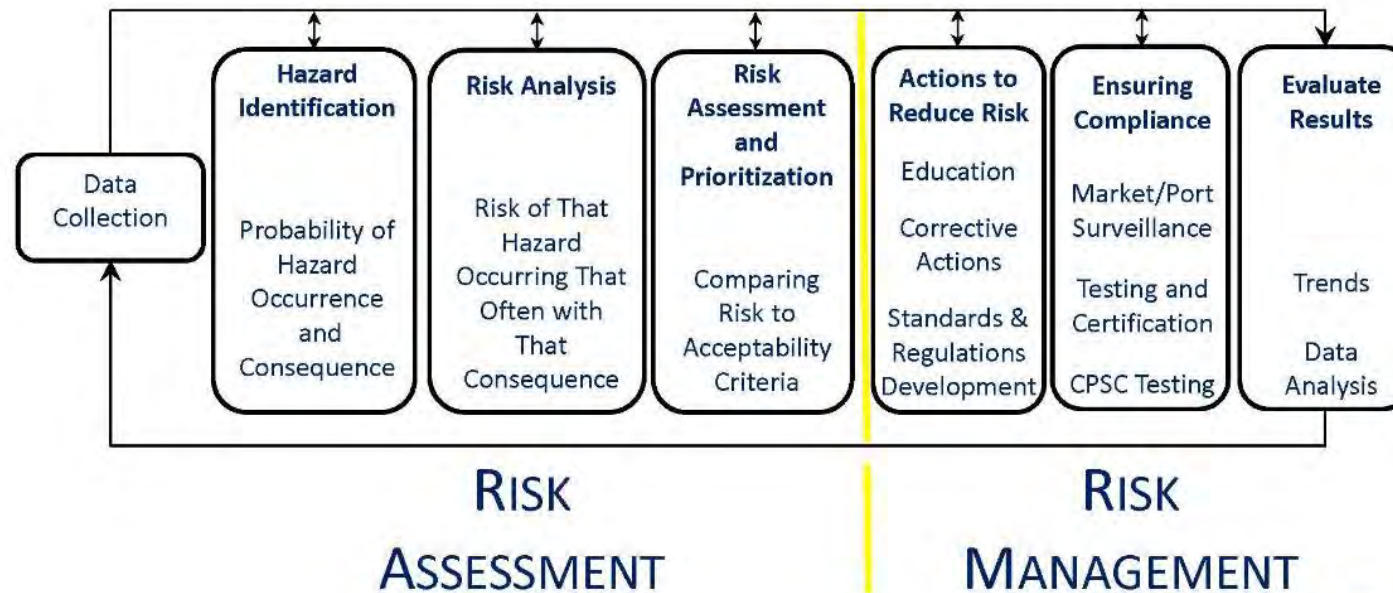 Data
Collection
Hazard
Identification
Probability of
Hazard
Occurrence
and
Consequence
Risk Analysis
Risk of That
Hazard
Occurring That
Often with
That
Consequence
Risk
Assessment
and
Prioritization
Comparing
Risk to
Acceptability
Criteria
Actions to
Reduce Risk
Education
Corrective
Actions
Standards &
Regulations
Development
Ensuring
Compliance
Market/Port
Surveillance
Testing and
Certification
CPSC Testing
Evaluate
Results
Trends
Data
Analysis
RISK
ASSESSMENT
RISK
MANAGEMENT